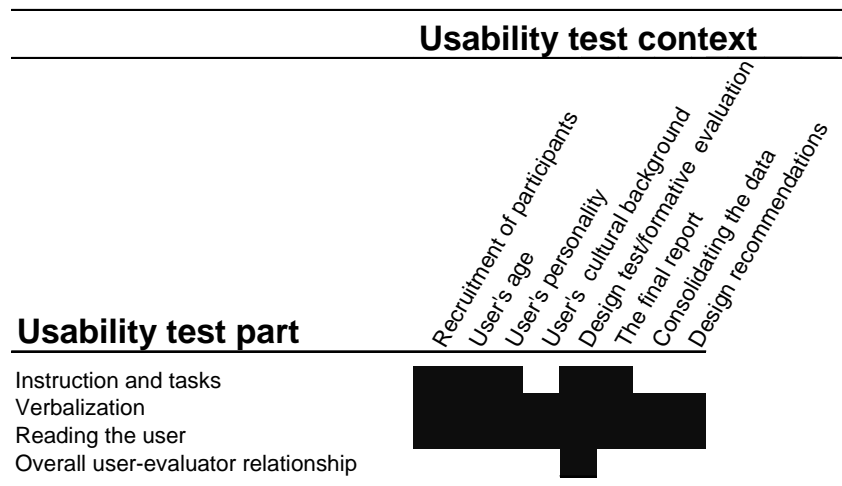 Usability test context
Recruitment of participants
User's age
User's personality
User's cultural background
Design test/formative evaluation
The final report
Consolidating the data
Design recommendations
Usability test part
Instruction and tasks
Verbalization
Reading the user
Overall user-evaluator relationship